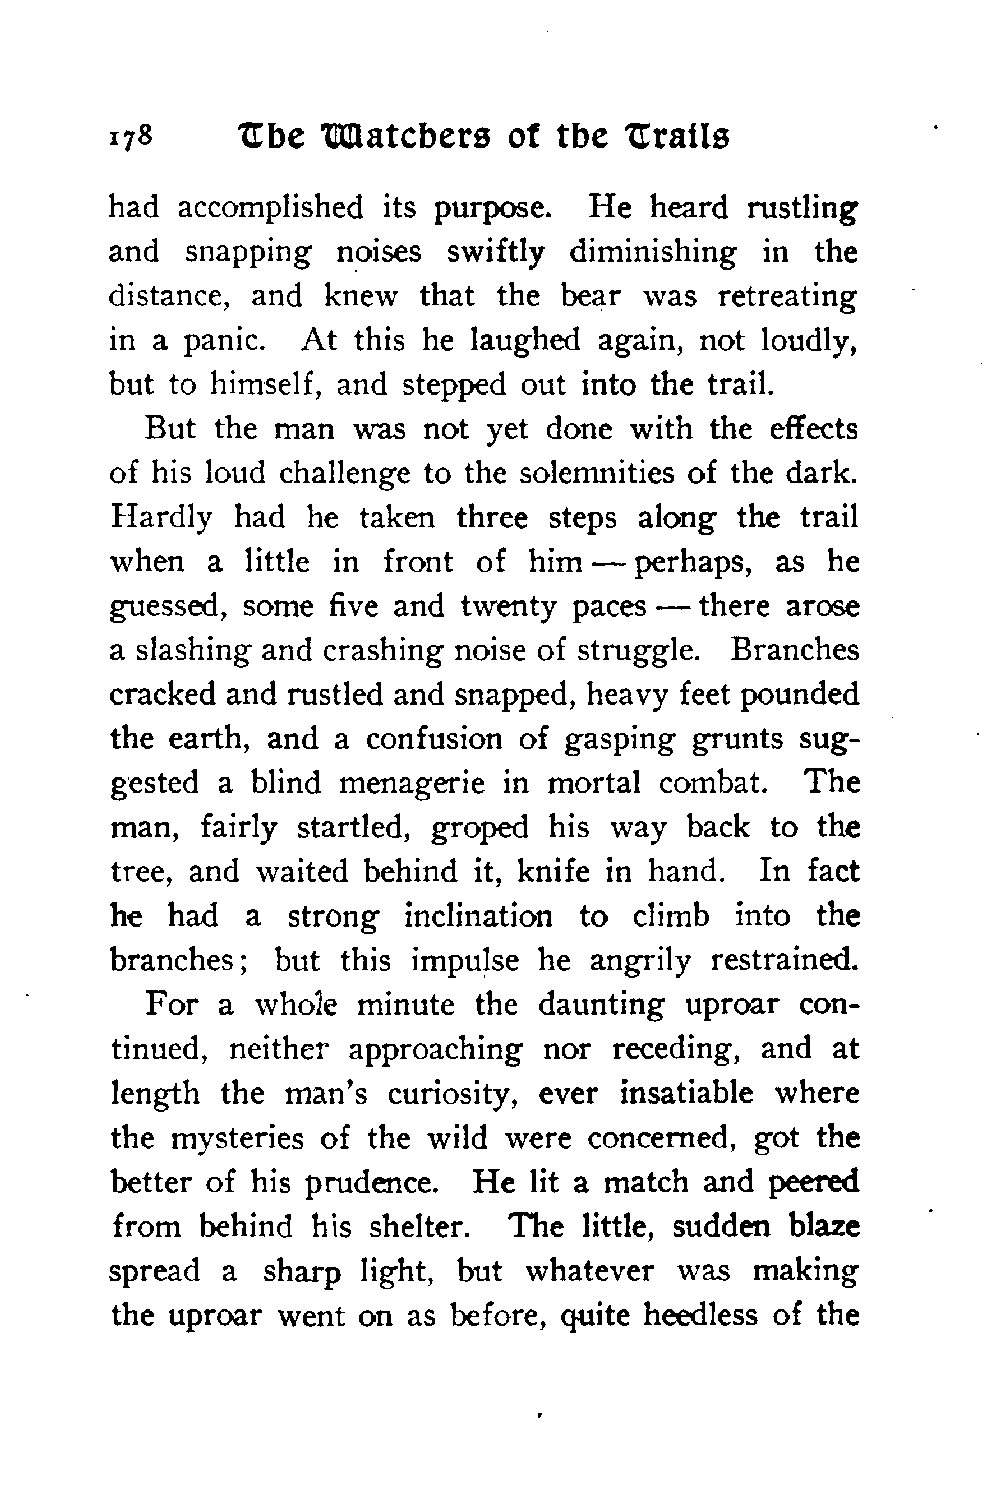 178 The Watchers of the Trails
had accomplished its purpose. He heard rustling
and snapping noises swiftly diminishing in the
distance, and knew that the bear was retreating
in a panic. At this he laughed again, not loudly,
but to himself, and stepped out into the trail.
But the man was not yet done with the effects
of his loud challenge to the solemnities of the dark.
Hardly had he taken three steps along the trail
when a little in front of him — perhaps, as he
guessed, some five and twenty paces — there arose
a slashing and crashing noise of struggle. Branches
cracked and rustled and snapped, heavy feet pounded
the earth, and a confusion of gasping grunts sug-
gested a blind menagerie in mortal combat. The
man, fairly startled, groped his way back to the
tree, and waited behind it, knife in hand. In fact
he had a strong inclination to climb into the
branches; but this impulse he angrily restrained.
For a whole minute the daunting uproar con-
tinued, neither approaching nor receding, and at
length the man's curiosity, ever insatiable where
the mysteries of the wild were concerned, got the
better of his prudence. He lit a match and peered
from behind his shelter. The little, sudden blaze
spread a sharp light, but whatever was making
the uproar went on as before, quite heedless of the